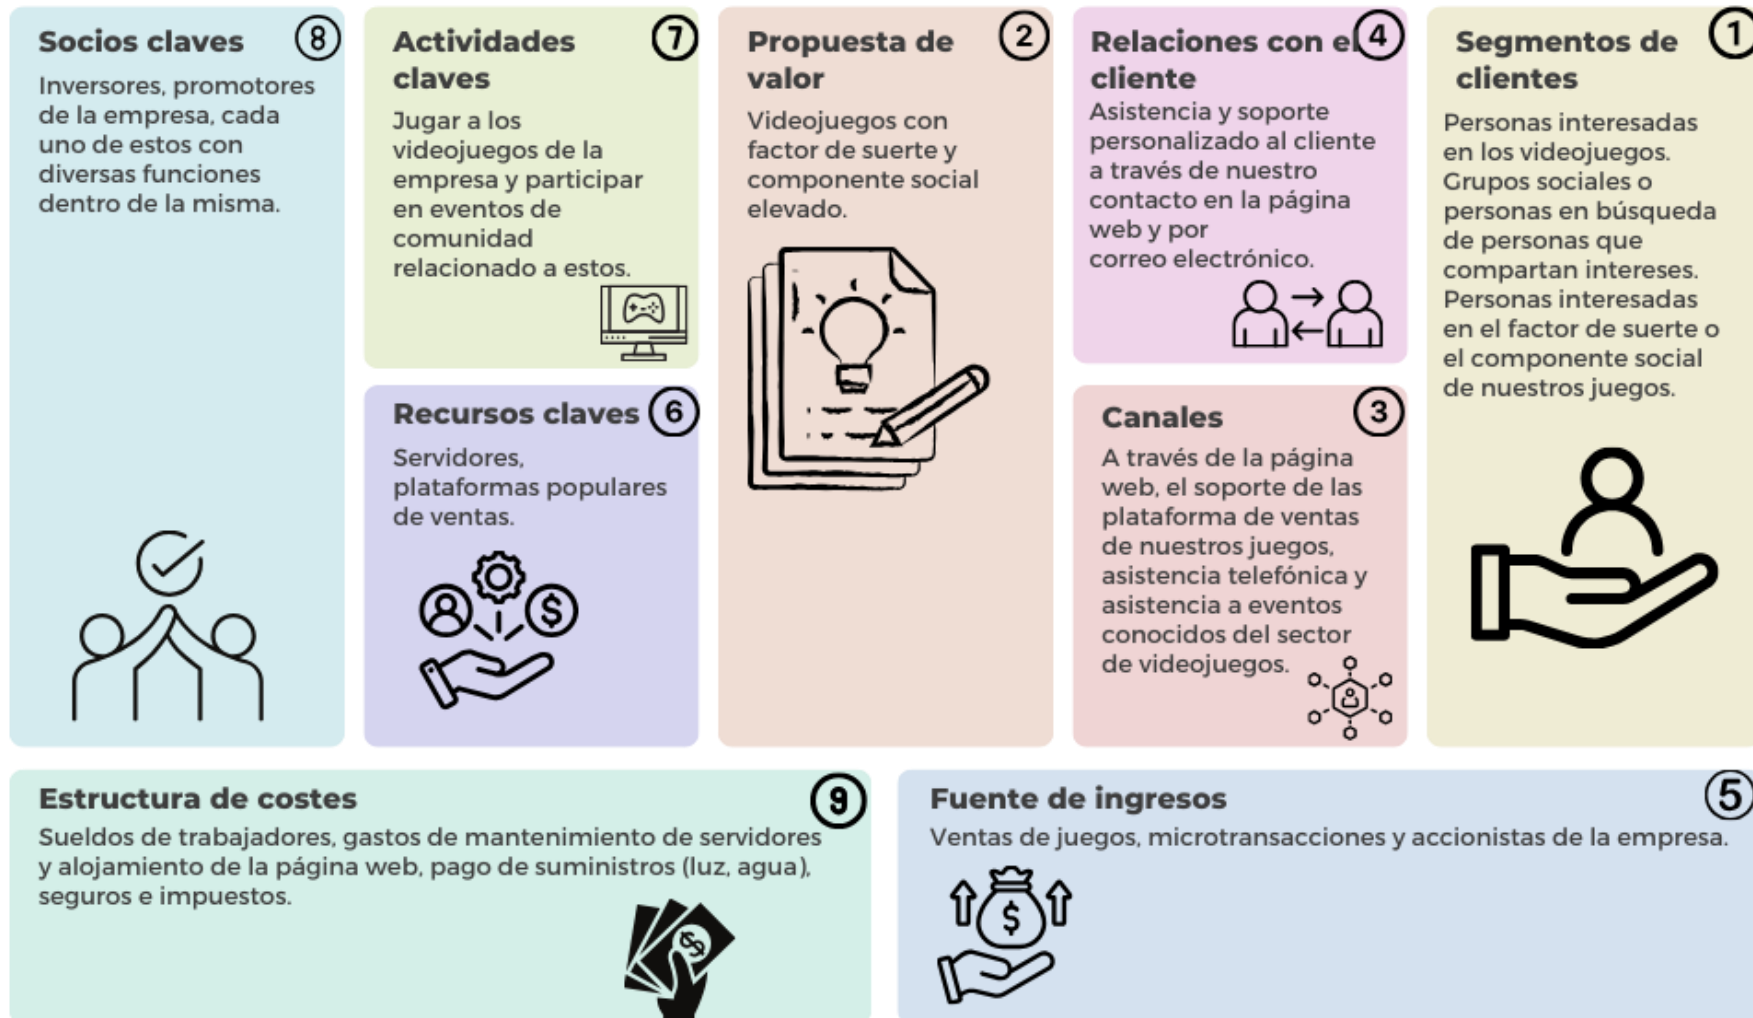 Socios claves
8
Inversores, promotores
de la empresa, cada
uno de estos con
diversas funciones
dentro de la misma.
Actividades
claves
7
Jugar a los
videojuegos de la
empresa y participar
en eventos de
comunidad
relacionado a estos.
Recursos claves
6
Servidores,
plataformas populares
de ventas.
$
Propuesta de
valor
2
Videojuegos con
factor de suerte y
componente social
elevado.
Relaciones con el
cliente
4
Asistencia y soporte
personalizado al cliente
a través de nuestro
contacto en la página
web y por
correo electrónico.
Canales
3
A través de la página
web, el soporte de las
plataforma de ventas
de nuestros juegos,
asistencia telefónica y
asistencia a eventos
conocidos del sector
de videojuegos.
Segmentos de
clientes
1
Personas interesadas
en los videojuegos.
Grupos sociales o
personas en búsqueda
de personas que
compartan intereses.
Personas interesadas
en el factor de suerte o
el componente social
de nuestros juegos.
Estructura de costes
9
Sueldos de trabajadores, gastos de mantenimiento de servidores
y alojamiento de la página web, pago de suministros (luz, agua),
seguros e impuestos.
$
Fuente de ingresos
5
Ventas de juegos, microtransacciones y accionistas de la empresa.
$